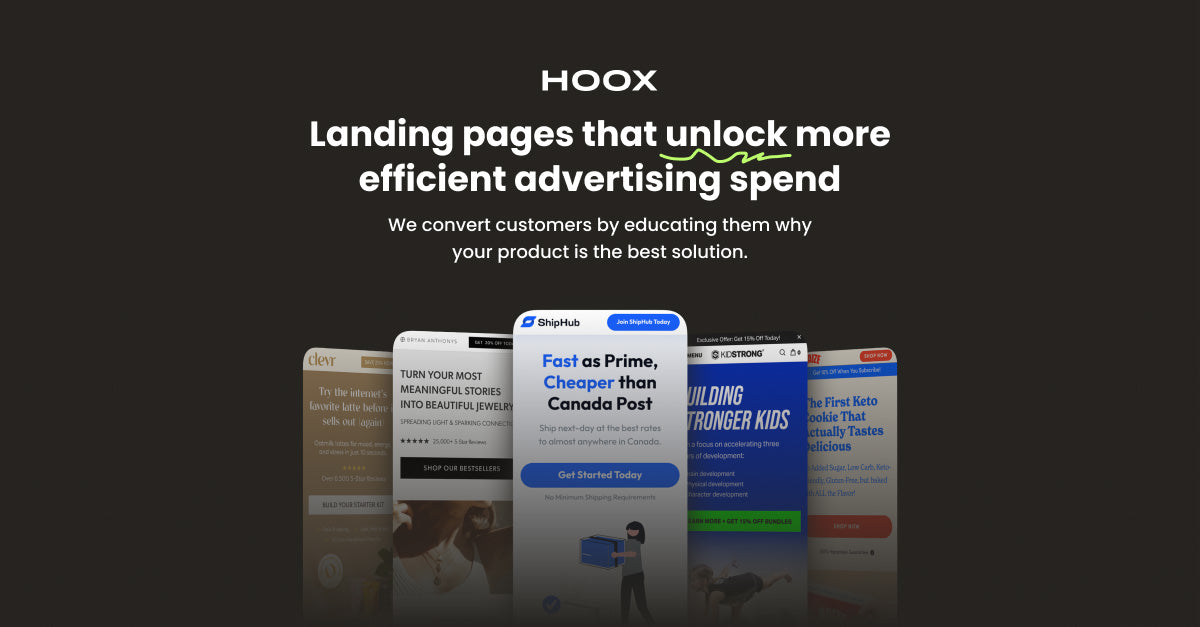 HOOX
Landing pages that unlock more
efficient advertising spend
We convert customers by educating them why
your product is the best solution.
clevr
Try the internet's
favorite latte before
sells out (again)
Oatmilk lattes for mood, energy
and stress in just 10 seconds.
★★★★★
Over 6,500 5-Star Reviews
BUILD YOUR STARTER KIT
BRYAN ANTHONYS
GET 20% OFF
TURN YOUR MOST
MEANINGFUL STORIES
INTO BEAUTIFUL JEWELRY
SPREADING LIGHT & SPARKING
★★★★★ 25,000+ 5 Star Reviews
SHOP OUR BESTSELLERS
ShipHub
Join ShipHub Today
Fast as Prime,
Cheaper than
Canada Post
Ship next-day at the best rates
to almost anywhere in Canada.
Get Started Today
No Minimum Shipping Requirements
Exclusive Offer: Get 15% Off Today!
MENU
KIDSTRONG
0
UILDING
TRONGER KIDS
a focus on accelerating three
of development:
development
hysical development
haracter development
EARN MORE + GET 15% OFF BUNDLES
SHOP NOW
Get 10% Off When You Subscribe!
The First Keto
Cookie That
Actually Tastes
Delicious
Added Sugar, Low Carb, Keto-
Gluten-Free, but baked
ALL the Flavor!
SHOP NOW